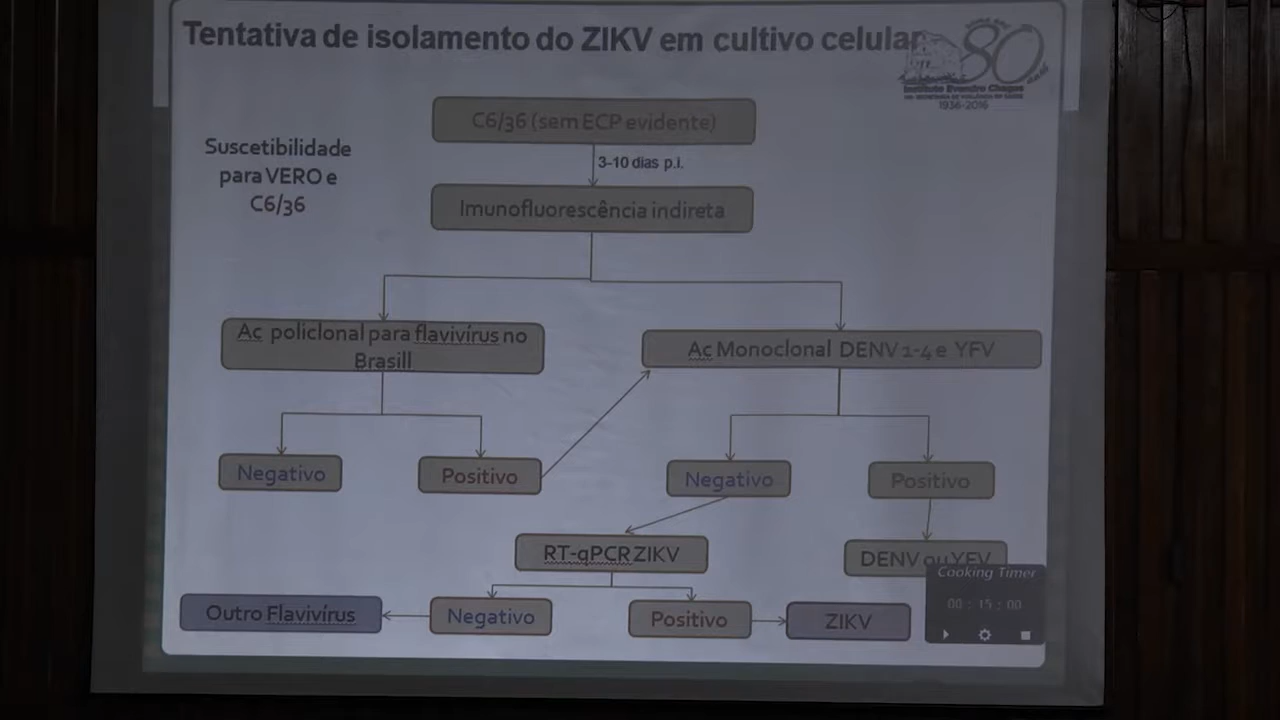 Tentativa de isolamento do ZIKV em cultivo celular
80
Instituto Evandro Chagas
1936-2016
C6/36 (sem ECP evidente)
Suscetibilidade
para VERO e
C6/36
3-10 dias p.i.
Imunofluorescência indireta
Ac policlonal para flavivírus no
Brasill
Ac Monoclonal DENV 1-4 e YFV
Negativo
Positivo
Negativo
Positivo
RT-qPCR ZIKV
DENV ou YFV
Cooking Timer
00 : 15 : 00
Outro Flavivírus
Negativo
Positivo
ZIKV